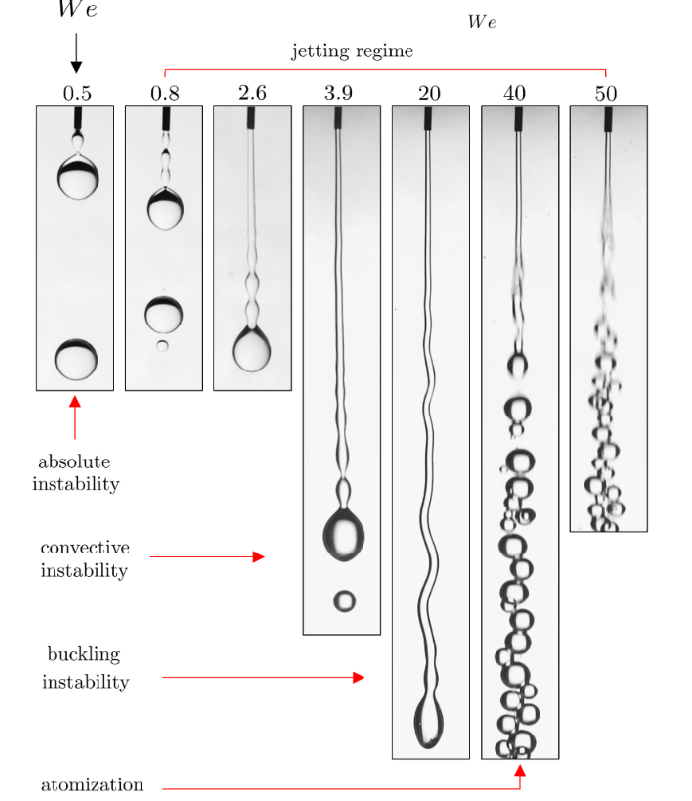 We
We
jetting regime
0.5 0.8 2.6 3.9 20 40 50
absolute
instability
convective
instability
buckling
instability
atomization